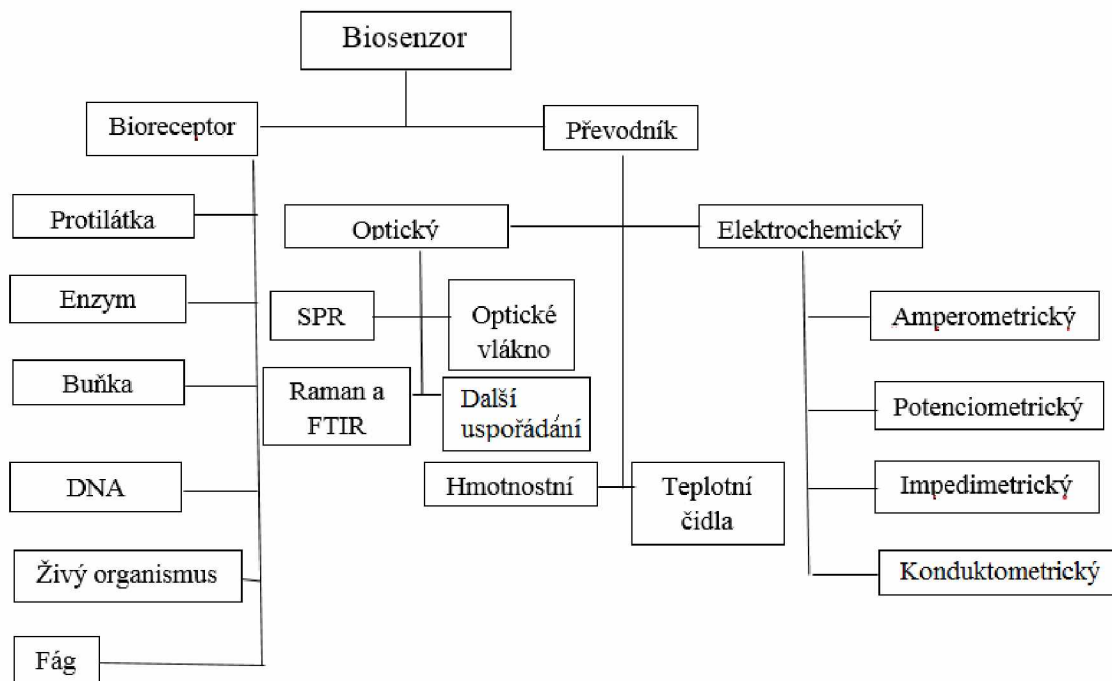 Biosenzor
Bioreceptor
Převodník
Protilátka
Optický
Elektrochemický
Enzym
SPR
Optické
vlákno
Amperometrický
Buňka
Raman a
FTIR
Další
uspořádání
Potenciometrický
DNA
Hmotnostní
Teplotní
čidla
Impedimetrický
Živý organismus
Konduktometrický
Fág